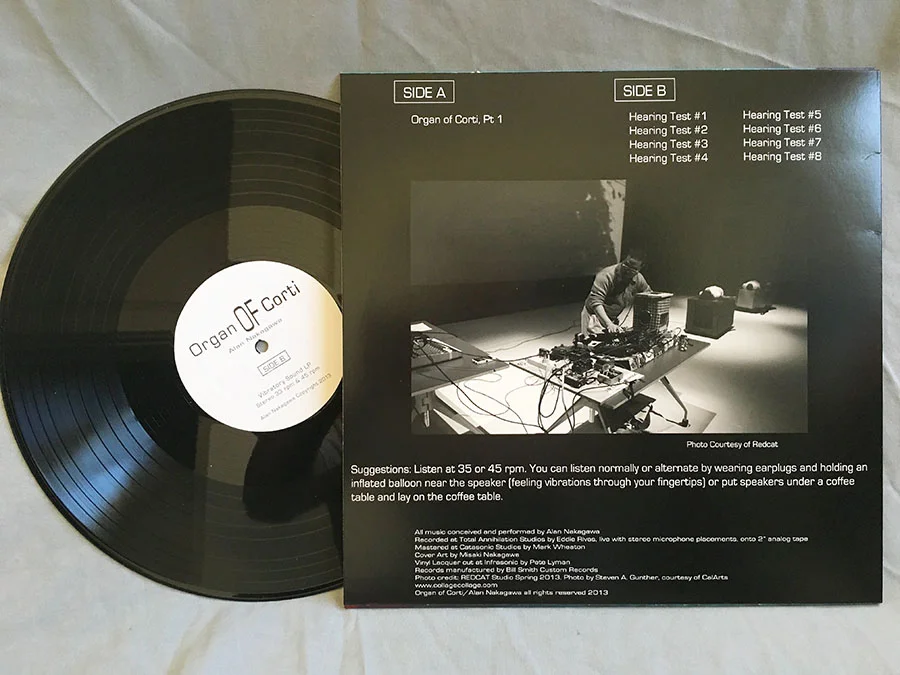 Organ OF Corti
Alan Nakagawa
SIDE B
Vibratory Sound LP
Stereo 33 rpm & 45 rpm
Alan Nakagawa Copyright 2013
SIDE A
Organ of Corti, Pt 1
SIDE B
Hearing Test #1
Hearing Test #2
Hearing Test #3
Hearing Test #4
Hearing Test #5
Hearing Test #6
Hearing Test #7
Hearing Test #8
Photo Courtesy of Redcat
Suggestions: Listen at 35 or 45 rpm. You can listen normally or alternate by wearing earplugs and holding an
inflated balloon near the speaker (feeling vibrations through your fingertips) or put speakers under a coffee
table and lay on the coffee table.
All music conceived and performed by Alan Nakagawa
Recorded at Total Annihilation Studios by Eddie Rivas, live with stereo microphone placements, onto 2" analog tape
Mastered at Catasonic Studios by Mark Wheaton
Cover Art by Misaki Nakagawa
Vinyl Lacquer cut at Infrasonic by Pete Lyman
Records manufactured by Bill Smith Custom Records
Photo credit: REDCAT Studio Spring 2013. Photo by Steven A. Gunther, courtesy of CalArts
www.collagecollage.com
Organ of Corti/Alan Nakagawa all rights reserved 2013